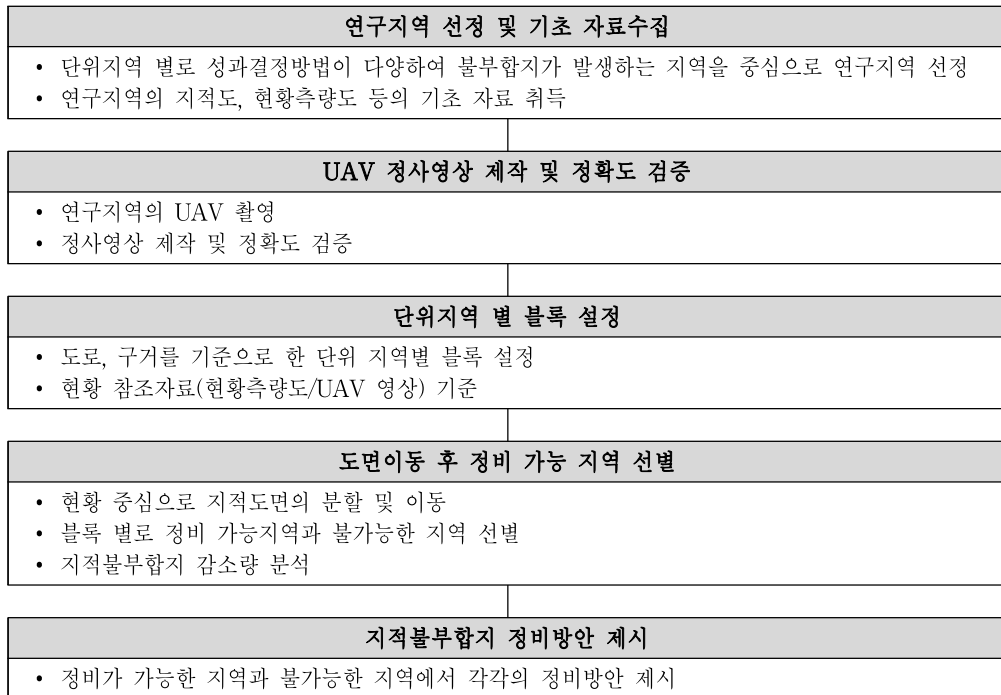 연구지역 선정 및 기초 자료수집
• 단위지역 별로 성과결정방법이 다양하여 불부합지가 발생하는 지역을 중심으로 연구지역 선정
• 연구지역의 지적도, 현황측량도 등의 기초 자료 취득
UAV 정사영상 제작 및 정확도 검증
• 연구지역의 UAV 촬영
• 정사영상 제작 및 정확도 검증
단위지역 별 블록 설정
• 도로, 구거를 기준으로 한 단위 지역별 블록 설정
• 현황 참조자료(현황측량도/UAV 영상) 기준
도면이동 후 정비 가능 지역 선별
• 현황 중심으로 지적도면의 분할 및 이동
• 블록 별로 정비 가능지역과 불가능한 지역 선별
• 지적불부합지 감소량 분석
지적불부합지 정비방안 제시
• 정비가 가능한 지역과 불가능한 지역에서 각각의 정비방안 제시